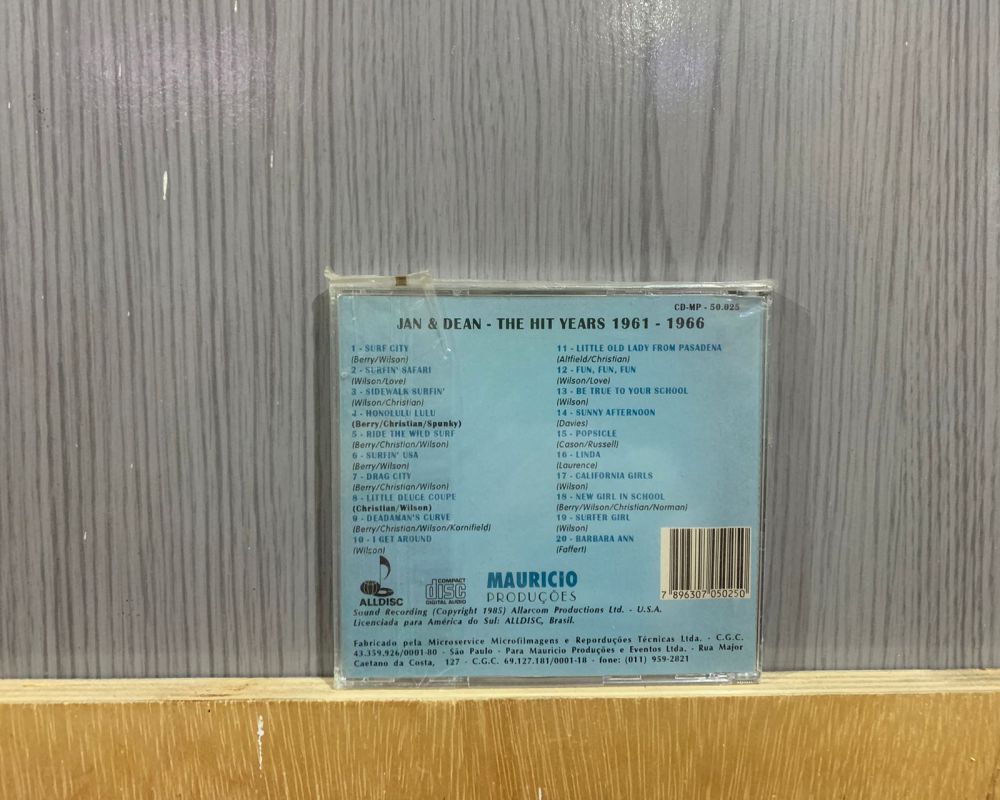 CD-MP - 50.025
JAN & DEAN - THE HIT YEARS 1961 - 1966
1 - SURF CITY
(Berry/Wilson)
2 - SURFIN' SAFARI
(Wilson/Love)
3 - SIDEWALK SURFIN'
(Wilson/Christian)
4 - HONOLULU LULU
(Berry/Christian/Spunky)
5 - RIDE THE WILD SURF
(Berry/Christian/Wilson)
6 - SURFIN' USA
(Berry/Wilson)
7 - DRAG CITY
(Berry/Christian/Wilson)
8 - LITTLE DEUCE COUPE
(Christian/Wilson)
9 - DEADAMAN'S CURVE
(Berry/Christian/Wilson/Kornifield)
10 - I GET AROUND
(Wilson)
11 - LITTLE OLD LADY FROM PASADENA
(Altfield/Christian)
12 - FUN, FUN, FUN
(Wilson/Love)
13 - BE TRUE TO YOUR SCHOOL
(Wilson)
14 - SUNNY AFTERNOON
(Davies)
15 - POPSICLE
(Cason/Russell)
16 - LINDA
(Laurence)
17 - CALIFORNIA GIRLS
(Wilson)
18 - NEW GIRL IN SCHOOL
(Berry/Wilson/Christian/Norman)
19 - SURFER GIRL
(Wilson)
20 - BARBARA ANN
(Faffert)
ALLDISC
COMPACT
disc
DIGITAL AUDIO
MAURICIO
PRODUÇÕES
7 896307 050250
Sound Recording (Copyright 1985) Allarcom Productions Ltd. - U.S.A.
Licenciada para América do Sul: ALLDISC, Brasil.
Fabricado pela Microservice Microfilmagens e Reporduções Técnicas Ltda. - C.G.C.
43.359.926/0001-80 - São Paulo - Para Mauricio Produções e Eventos Ltda. - Rua Major
Caetano da Costa, 127 - C.G.C. 69.127.181/0001-18 - fone: (011) 959-2821